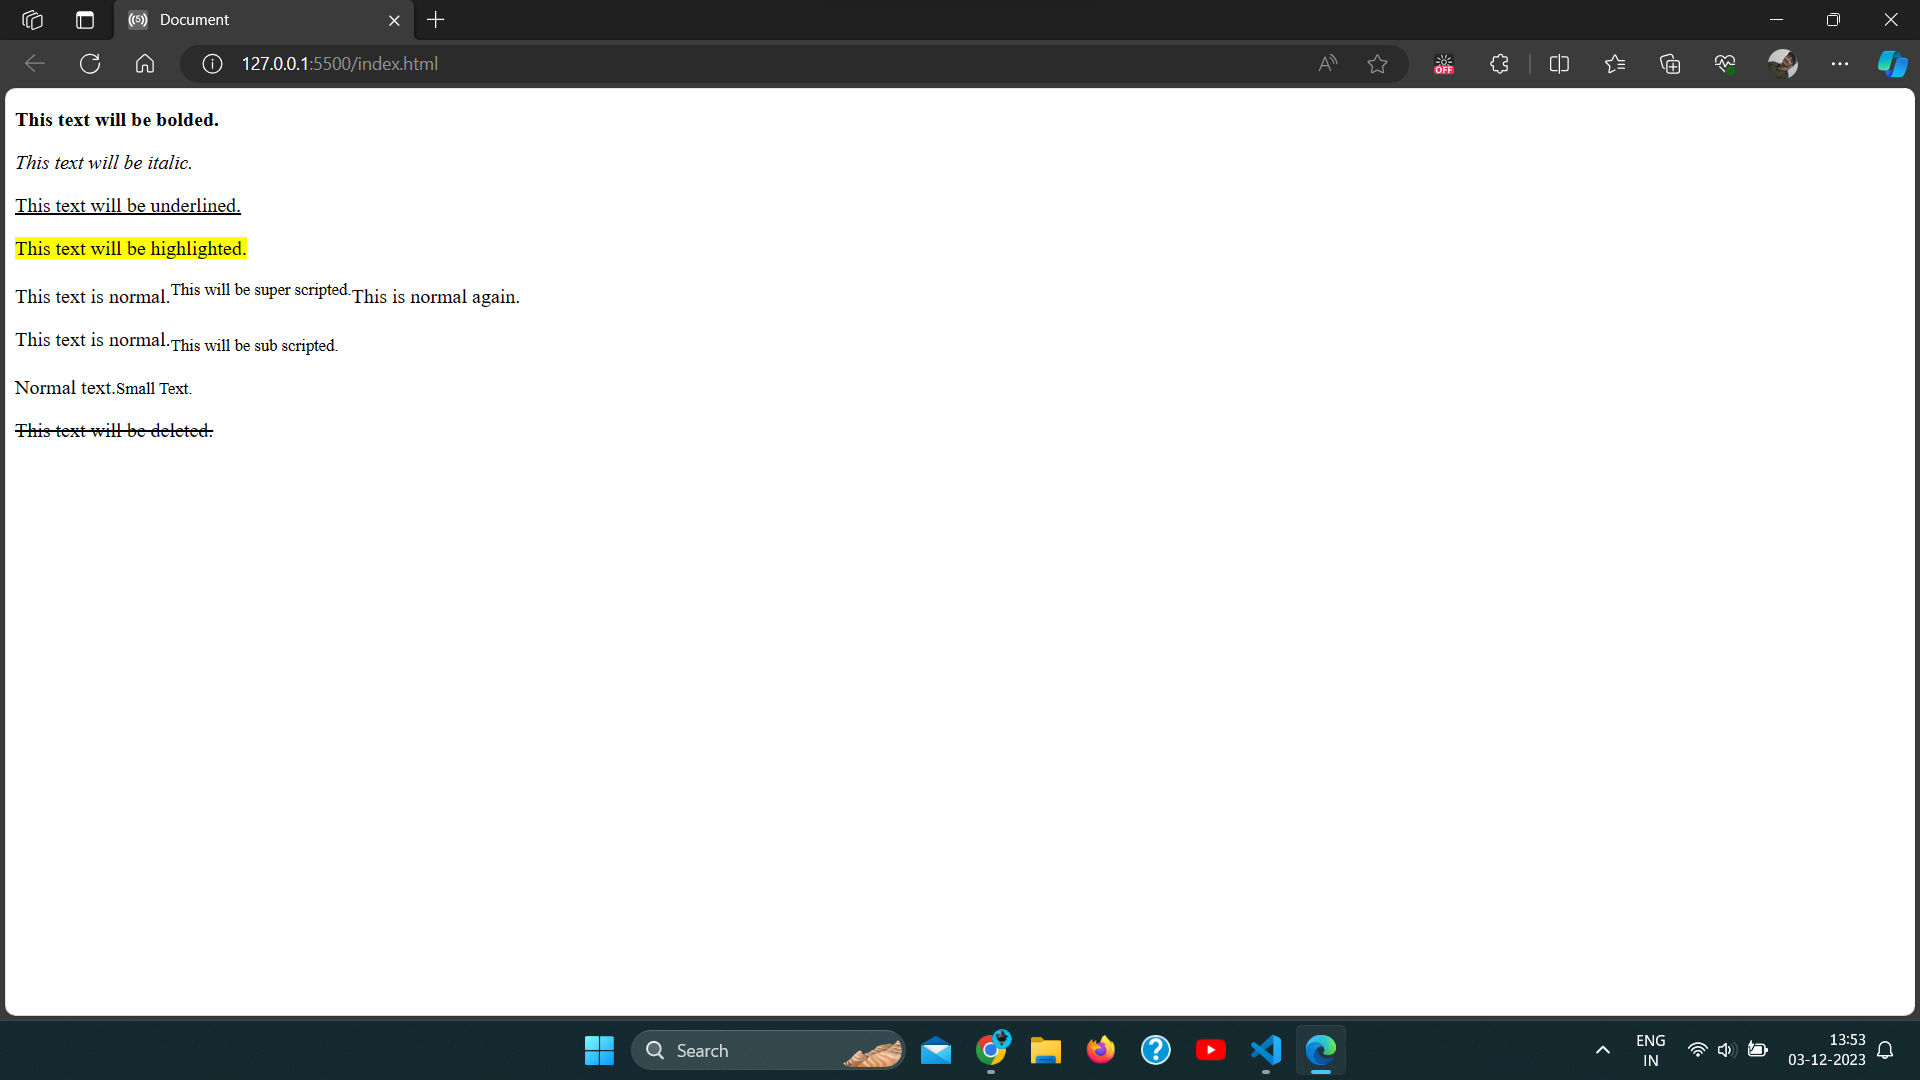 Document
127.0.0.1:5500/index.html
OFF
This text will be bolded.
This text will be italic.
This text will be underlined.
This text will be highlighted.
This text is normal.This will be super scripted.This is normal again.
This text is normal.This will be sub scripted.
Normal text.Small Text.
This text will be deleted.
Search
ENG
IN
13:53
03-12-2023